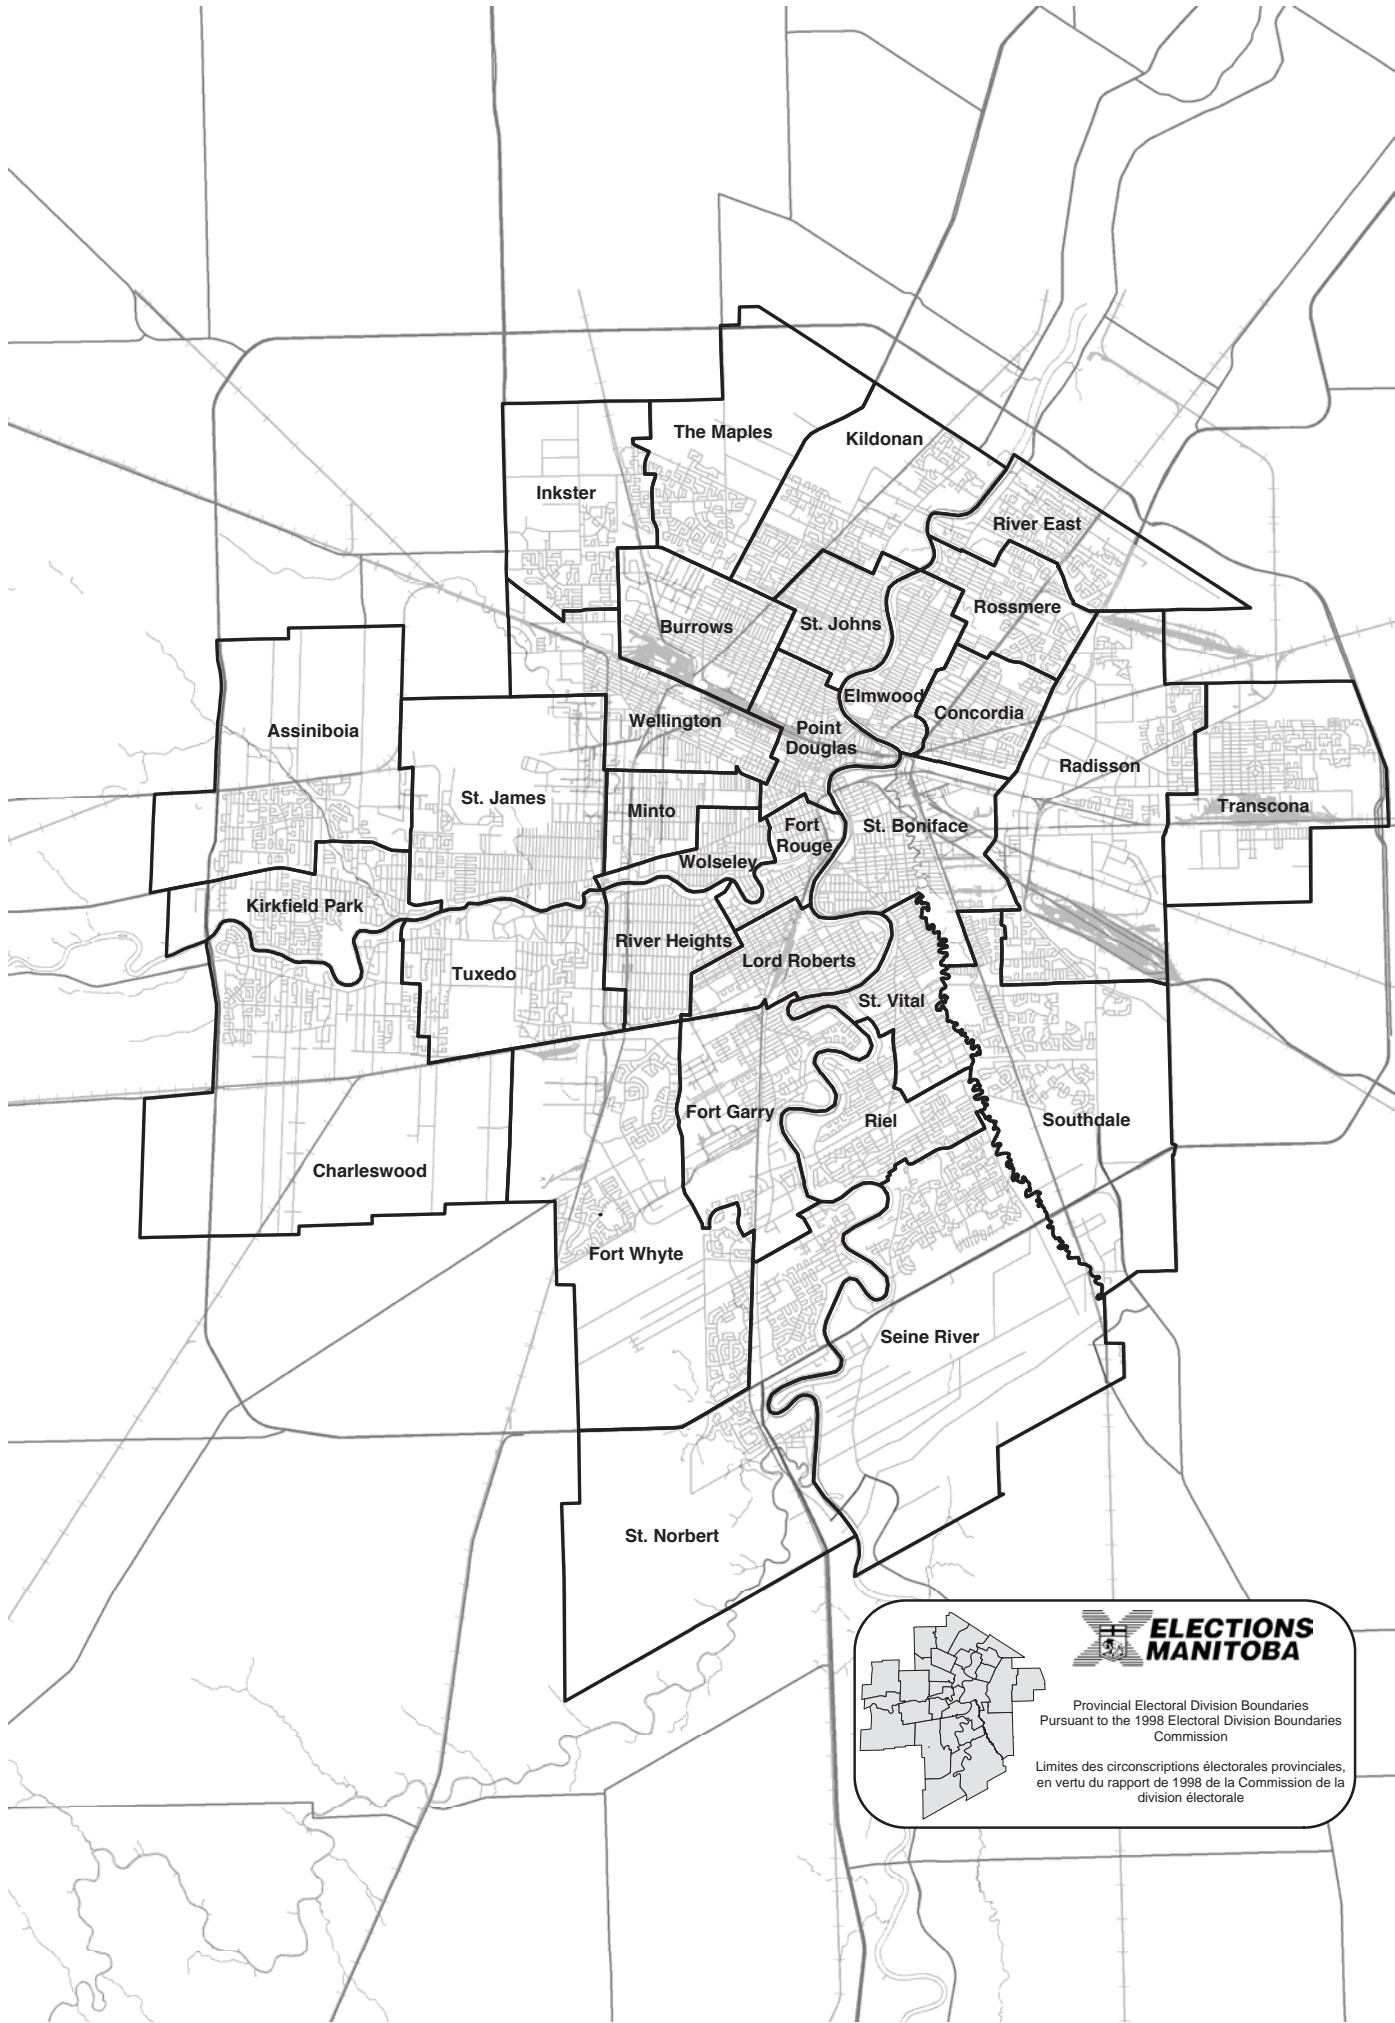 The Maples
Kildonan
Inkster
River East
Rossmere
Burrows
St. Johns
Elmwood
Concordia
Assiniboia
Wellington
Point
Douglas
Radisson
St. James
Minto
Transcona
Fort
Rouge
St. Boniface
Wolseley
Kirkfield Park
River Heights
Lord Roberts
Tuxedo
St. Vital
Fort Garry
Riel
Southdale
Charleswood
Fort Whyte
Seine River
St. Norbert
ELECTIONS
MANITOBA
Provincial Electoral Division Boundaries
Pursuant to the 1998 Electoral Division Boundaries
Commission
Limites des circonscriptions électorales provinciales,
en vertu du rapport de 1998 de la Commission de la
division électorale